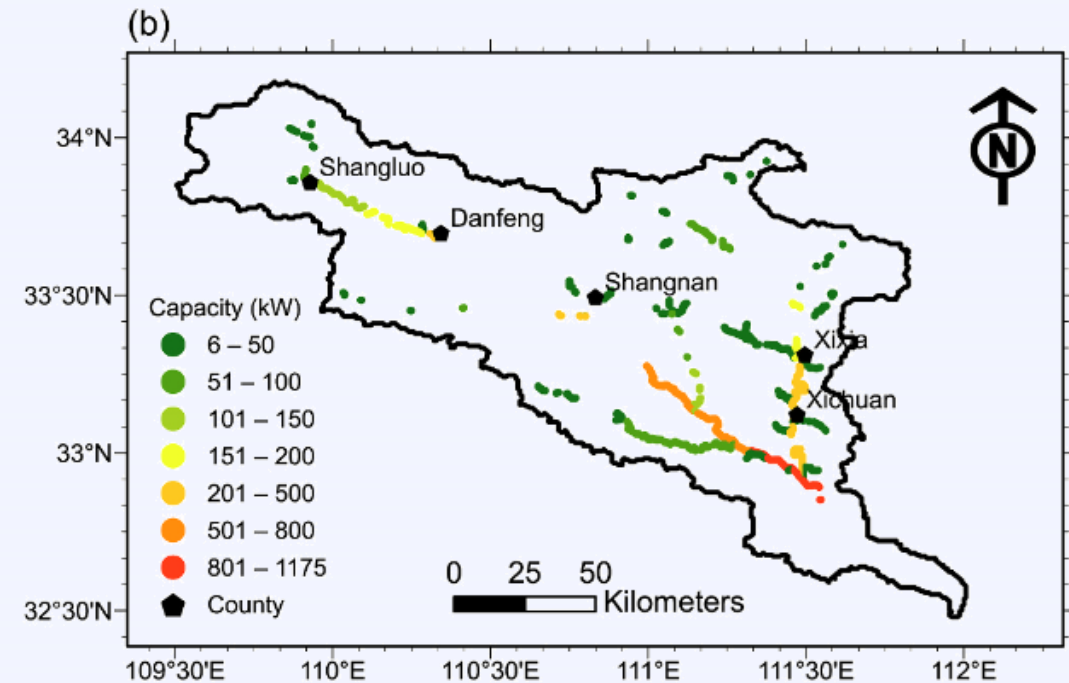 (b)
N
34°N
Shangluo
Danfeng
33°30'N
Shangnan
Capacity (kW)
6 – 50
Xixia
51 – 100
101 – 150
Xichuan
33°N
151 – 200
201 – 500
501 – 800
801 – 1175
0 25 50
County
Kilometers
32°30'N
109°30'E 110°E 110°30'E 111°E 111°30'E 112°E